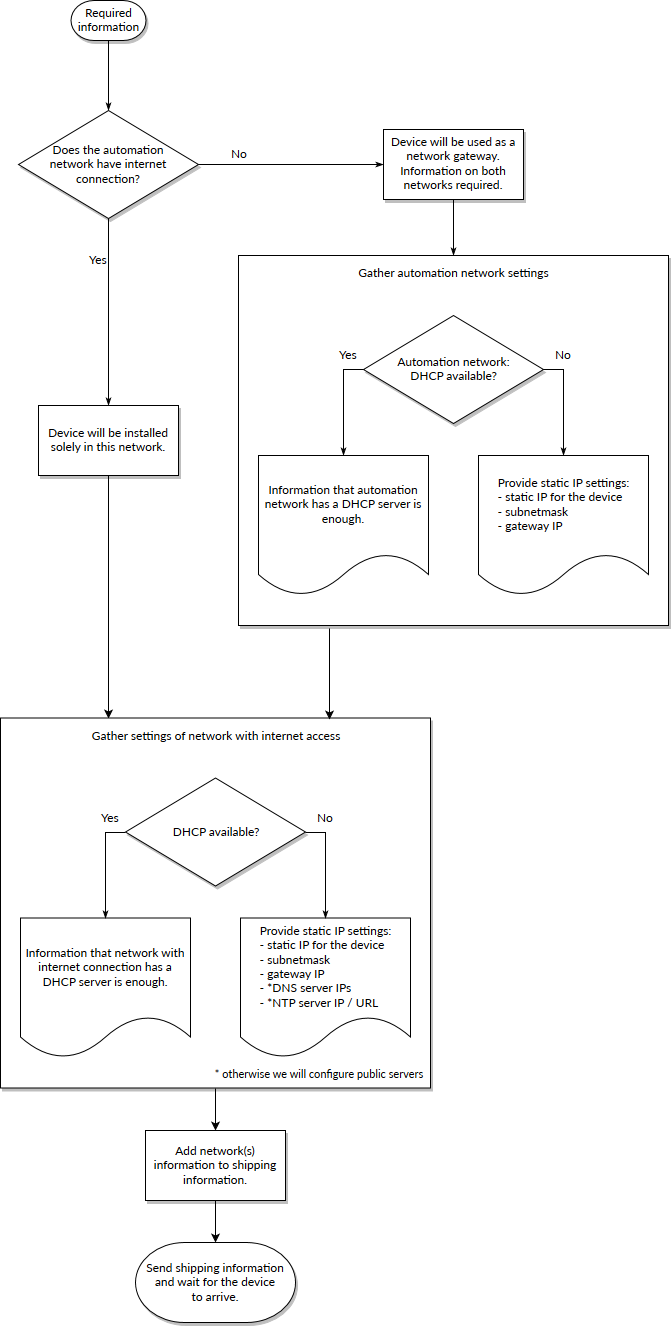 Required
information
Does the automation
network have internet
connection?
No
Device will be used as a
network gateway.
Information on both
networks required.
Yes
Gather automation network settings
Yes
Automation network:
DHCP available?
No
Device will be installed
solely in this network.
Information that automation
network has a DHCP server is
enough.
Provide static IP settings:
- static IP for the device
- subnetmask
- gateway IP
Gather settings of network with internet access
Yes
DHCP available?
No
Information that network with
internet connection has a
DHCP server is enough.
Provide static IP settings:
- static IP for the device
- subnetmask
- gateway IP
- *DNS server IPs
- *NTP server IP / URL
* otherwise we will configure public servers
Add network(s)
information to shipping
information.
Send shipping information
and wait for the device
to arrive.